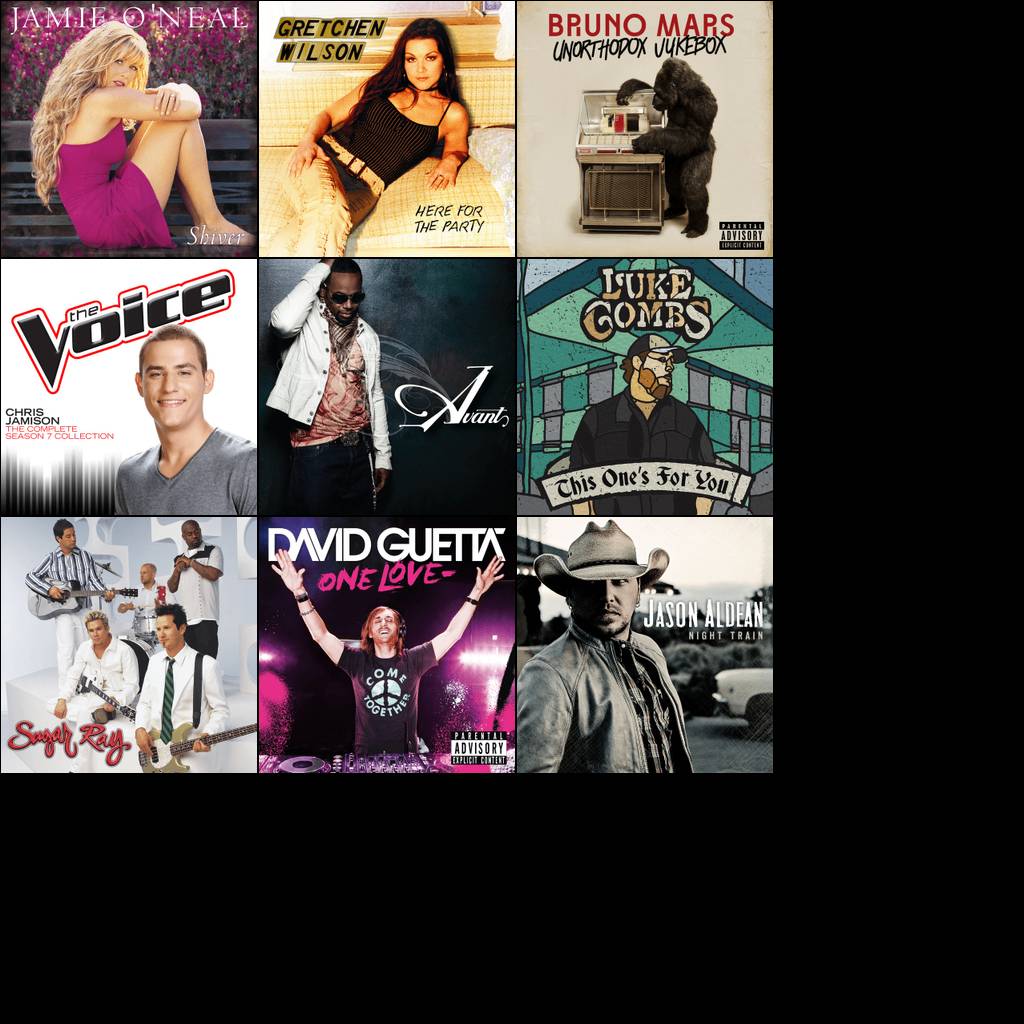 JAMIE O'NEAL
Shiver
GRETCHEN
WILSON
HERE FOR
THE PARTY
BRUNO MARS
UNORTHODOX JUKEBOX
PARENTAL
ADVISORY
EXPLICIT CONTENT
the
Voice
CHRIS
JAMISON
THE COMPLETE
SEASON 7 COLLECTION
Avant
LUKE
COMBS
This One's For You
Sugar Ray
DAVID GUETTA
ONE LOVE
COME
TOGETHER
PARENTAL
ADVISORY
EXPLICIT CONTENT
JASON ALDEAN
NIGHT TRAIN